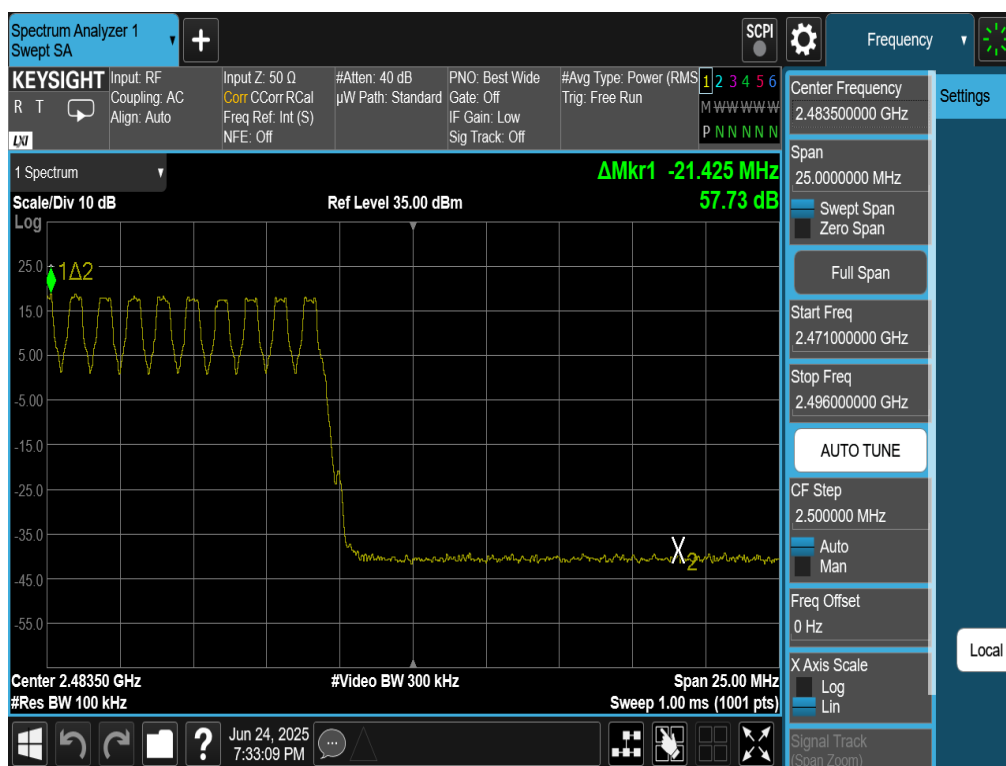 Spectrum Analyzer 1
Swept SA
+
SCPI
Frequency
KEYSIGHT
R T
LXI
Input: RF
Coupling: AC
Align: Auto
Input Z: 50 Ω
Corr CCorr RCal
Freq Ref: Int (S)
NFE: Off
#Atten: 40 dB
µW Path: Standard
PNO: Best Wide
Gate: Off
IF Gain: Low
Sig Track: Off
#Avg Type: Power (RMS
Trig: Free Run
1 2 3 4 5 6
M W W W W W
P N N N N N
1 Spectrum
ΔMkr1 -21.425 MHz
57.73 dB
Scale/Div 10 dB
Ref Level 35.00 dBm
Log
25.0
15.0
5.00
-5.00
-15.0
-25.0
-35.0
-45.0
-55.0
1Δ2
X2
Center 2.48350 GHz
#Video BW 300 kHz
Span 25.00 MHz
#Res BW 100 kHz
Sweep 1.00 ms (1001 pts)
Center Frequency
2.483500000 GHz
Settings
Span
25.0000000 MHz
Swept Span
Zero Span
Full Span
Start Freq
2.471000000 GHz
Stop Freq
2.496000000 GHz
AUTO TUNE
CF Step
2.500000 MHz
Auto
Man
Freq Offset
0 Hz
Local
X Axis Scale
Log
Lin
Signal Track
(Span Zoom)
?
Jun 24, 2025
7:33:09 PM